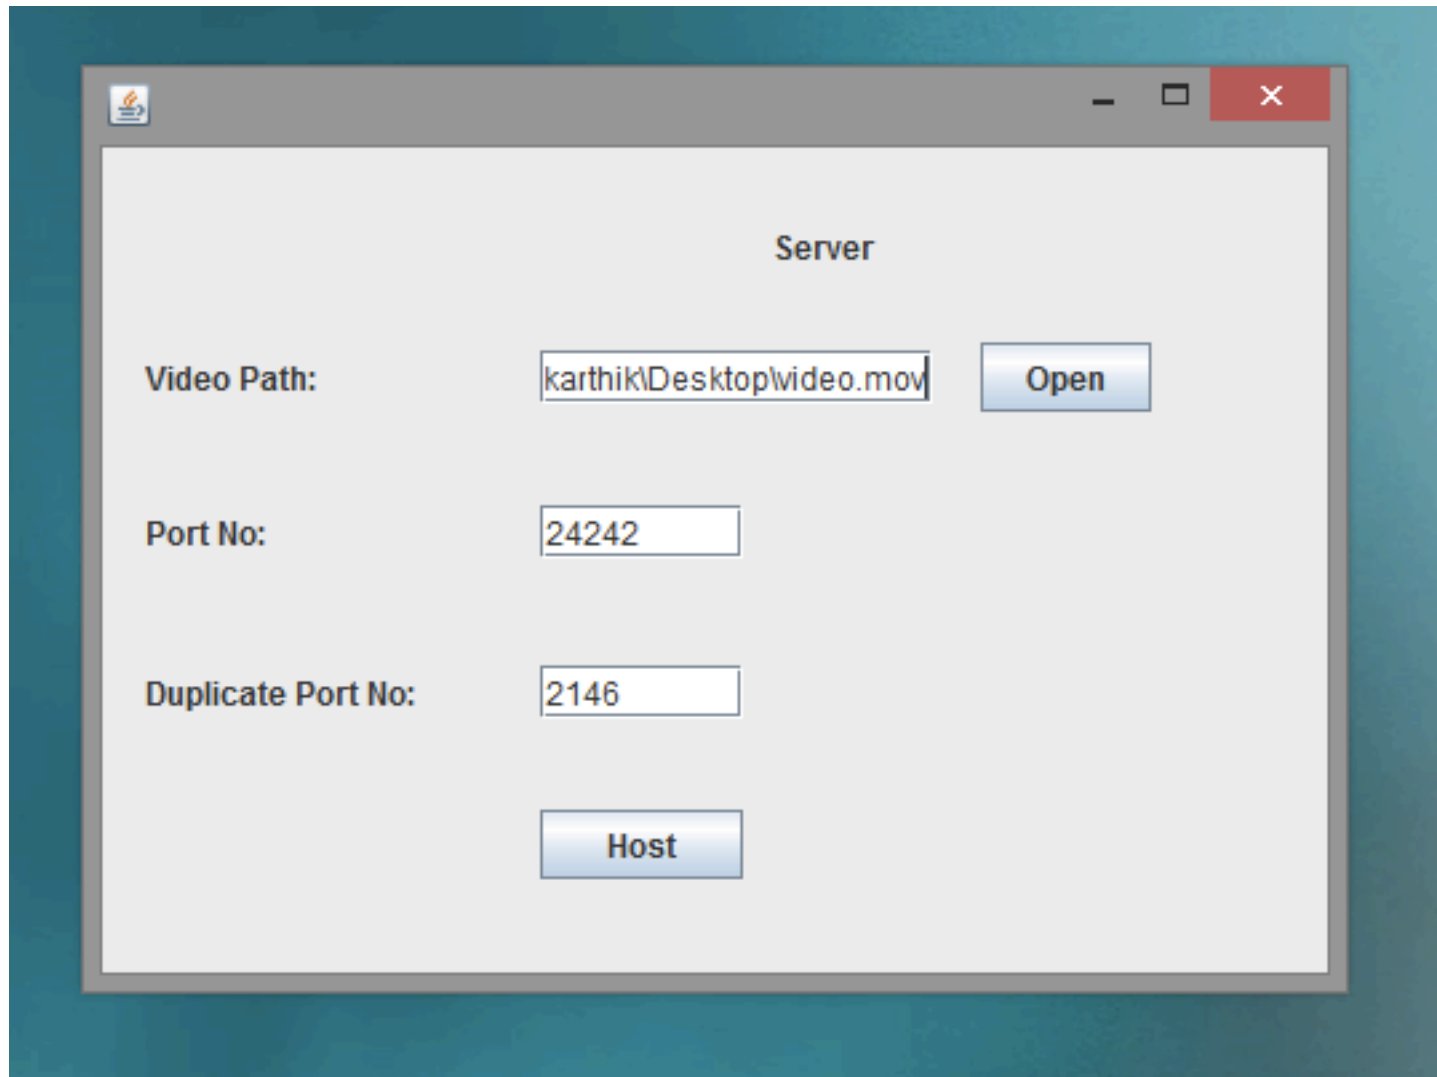 Server
Video Path: karthik\Desktop\video.mov Open
Port No: 24242
Duplicate Port No: 2146
Host